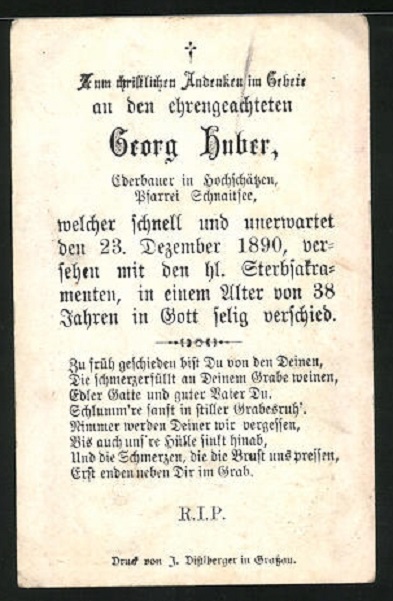 †
Zum christlichen Andenken im Gebete
an den ehrengeachteten
Georg Huber,
Ederbauer in Hochschätzen,
Pfarrei Schnaitsee,
welcher schnell und unerwartet
den 23. Dezember 1890, ver-
sehen mit den hl. Sterbsakra-
menten, in einem Alter von 38
Jahren in Gott selig verschied.
Zu früh geschieden bist Du von den Deinen,
Die schmerzerfüllt an Deinem Grabe weinen,
Edler Gatte und guter Vater Du.
Schlumm're sanft in stiller Grabesruh'.
Nimmer werden Deiner wir vergessen,
Bis auch uns're Hülle sinkt hinab,
Und die Schmerzen, die die Brust uns pressen,
Erst enden neben Dir im Grab.
R.I.P.
Druck von J. Distlberger in Graßau.